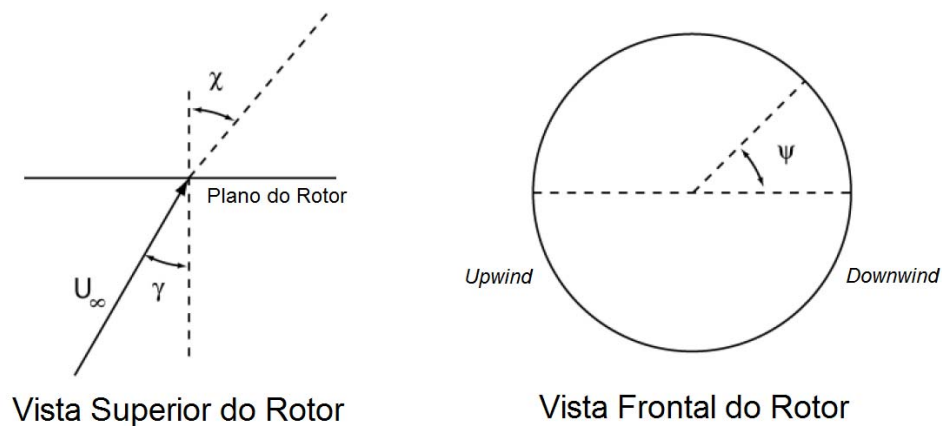 χ
Plano do Rotor
U∞
γ
Vista Superior do Rotor
ψ
Upwind
Downwind
Vista Frontal do Rotor